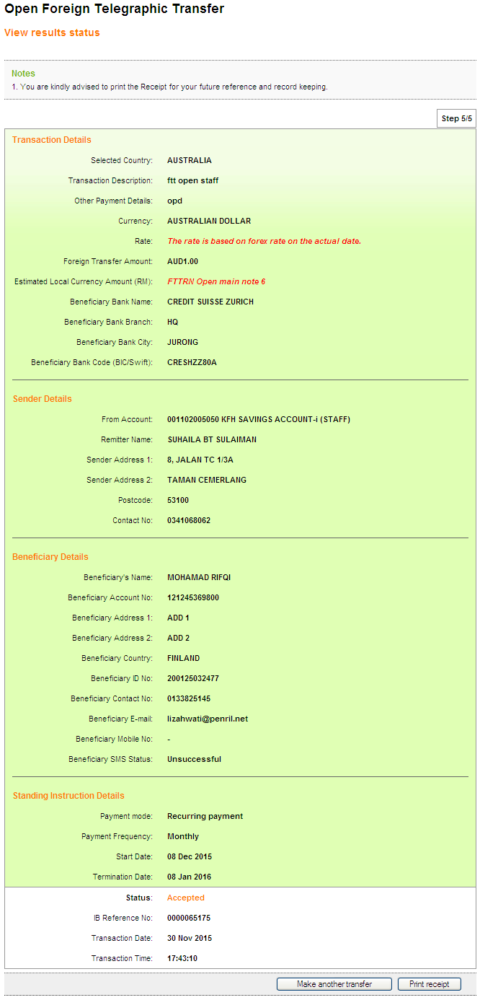 Open Foreign Telegraphic Transfer
View results status
Notes
1. You are kindly advised to print the Receipt for your future reference and record keeping.
Step 5/5
Transaction Details
Selected Country: AUSTRALIA
Transaction Description: ftt open staff
Other Payment Details: opd
Currency: AUSTRALIAN DOLLAR
Rate: The rate is based on forex rate on the actual date.
Foreign Transfer Amount: AUD1.00
Estimated Local Currency Amount (RM): FTTRN Open main note 6
Beneficiary Bank Name: CREDIT SUISSE ZURICH
Beneficiary Bank Branch: HQ
Beneficiary Bank City: JURONG
Beneficiary Bank Code (BIC/Swift): CRESHZZ80A
Sender Details
From Account: 001102005050 KFH SAVINGS ACCOUNT-i (STAFF)
Remitter Name: SUHAILA BT SULAIMAN
Sender Address 1: 8, JALAN TC 1/3A
Sender Address 2: TAMAN CEMERLANG
Postcode: 53100
Contact No: 0341068062
Beneficiary Details
Beneficiary's Name: MOHAMAD RIFQI
Beneficiary Account No: 121245369800
Beneficiary Address 1: ADD 1
Beneficiary Address 2: ADD 2
Beneficiary Country: FINLAND
Beneficiary ID No: 200125032477
Beneficiary Contact No: 0133825145
Beneficiary E-mail: lizahwati@penril.net
Beneficiary Mobile No: -
Beneficiary SMS Status: Unsuccessful
Standing Instruction Details
Payment mode: Recurring payment
Payment Frequency: Monthly
Start Date: 08 Dec 2015
Termination Date: 08 Jan 2016
Status: Accepted
IB Reference No: 0000065175
Transaction Date: 30 Nov 2015
Transaction Time: 17:43:10
Make another transfer Print receipt